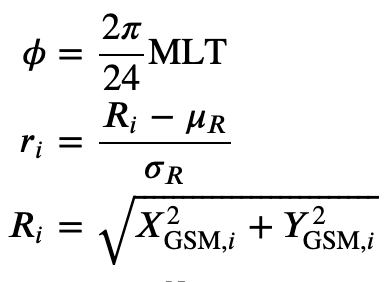 ϕ = 2π/24 MLT
r_i = (R_i − μ_R)/σ_R
R_i = √(X²_GSM,i + Y²_GSM,i)